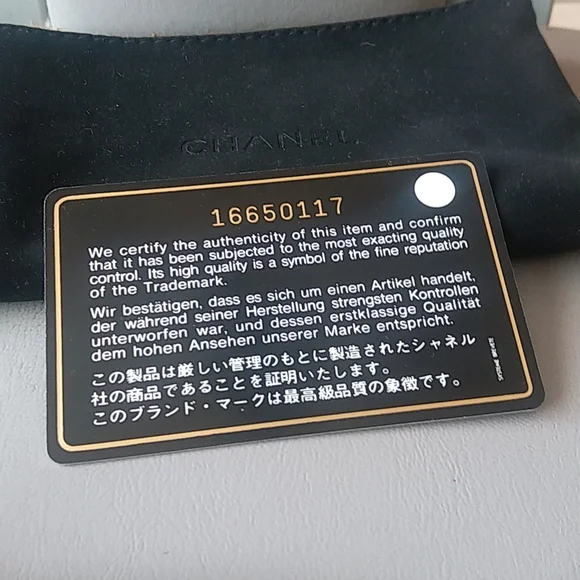 CHANEL
16650117
We certify the authenticity of this item and confirm
that it has been subjected to the most exacting quality
control. Its high quality is a symbol of the fine reputation
of the Trademark.
Wir bestätigen, dass es sich um einen Artikel handelt,
der während seiner Herstellung strengsten Kontrollen
unterworfen war, und dessen erstklassige Qualität
dem hohen Ansehen unserer Marke entspricht.
この製品は厳しい管理のもとに製造されたシャネル
社の商品であることを証明いたします。
このブランド・マークは最高級品質の象徴です。